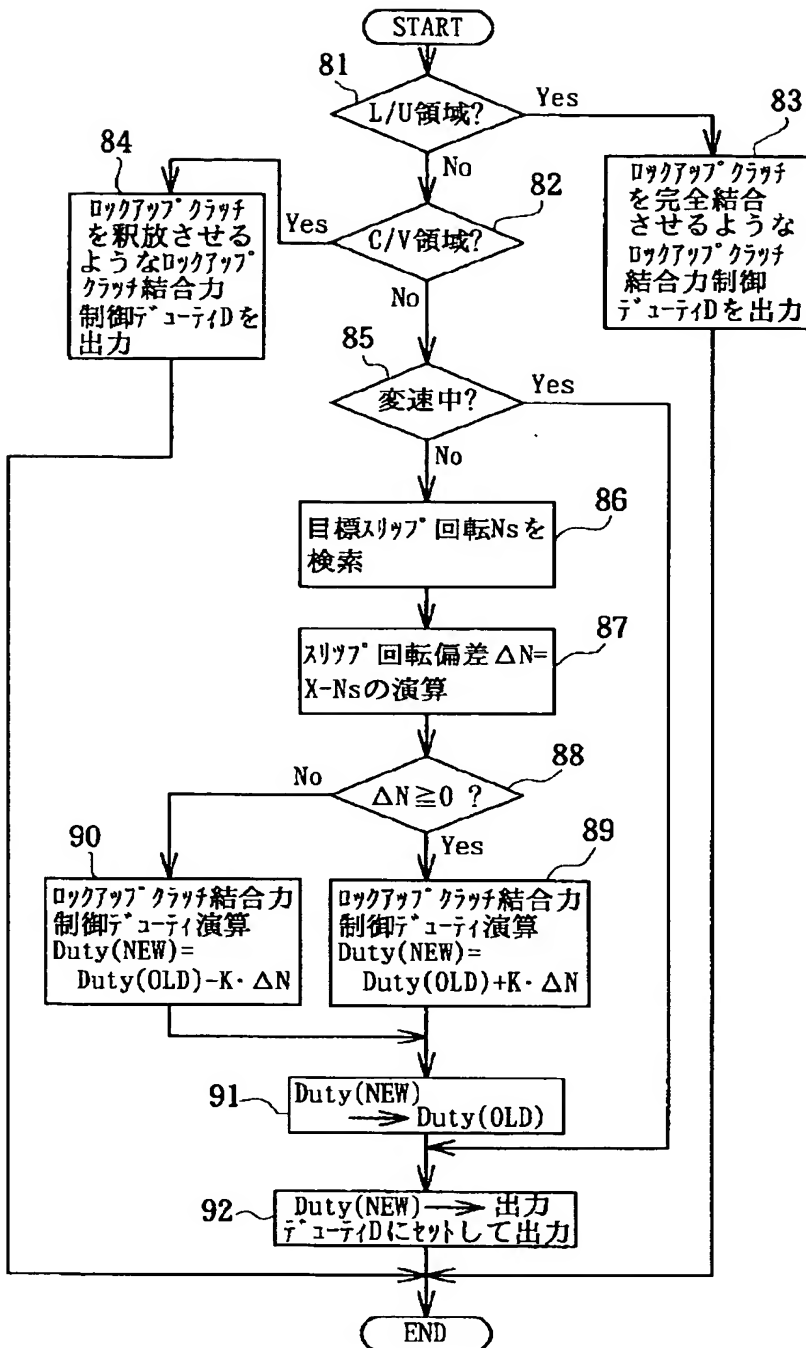 START
81
L/U領域?
Yes
No
83
ﾛｯｸｱｯﾌﾟｸﾗｯﾁ
を完全結合
させるような
ﾛｯｸｱｯﾌﾟｸﾗｯﾁ
結合力制御
ﾃﾞｭｰﾃｨDを出力
84
ﾛｯｸｱｯﾌﾟｸﾗｯﾁ
を釈放させる
ようなﾛｯｸｱｯﾌﾟ
ｸﾗｯﾁ結合力
制御ﾃﾞｭｰﾃｨDを
出力
Yes
82
C/V領域?
No
85
変速中?
Yes
No
86
目標ｽﾘｯﾌﾟ回転Nsを
検索
87
ｽﾘｯﾌﾟ回転偏差ΔN=
X-Nsの演算
88
No
ΔN≧0 ?
Yes
90
ﾛｯｸｱｯﾌﾟｸﾗｯﾁ結合力
制御ﾃﾞｭｰﾃｨ演算
Duty(NEW)=
Duty(OLD)-K・ΔN
89
ﾛｯｸｱｯﾌﾟｸﾗｯﾁ結合力
制御ﾃﾞｭｰﾃｨ演算
Duty(NEW)=
Duty(OLD)+K・ΔN
91
Duty(NEW)
→ Duty(OLD)
92
Duty(NEW) → 出力
ﾃﾞｭｰﾃｨDにｾｯﾄして出力
END